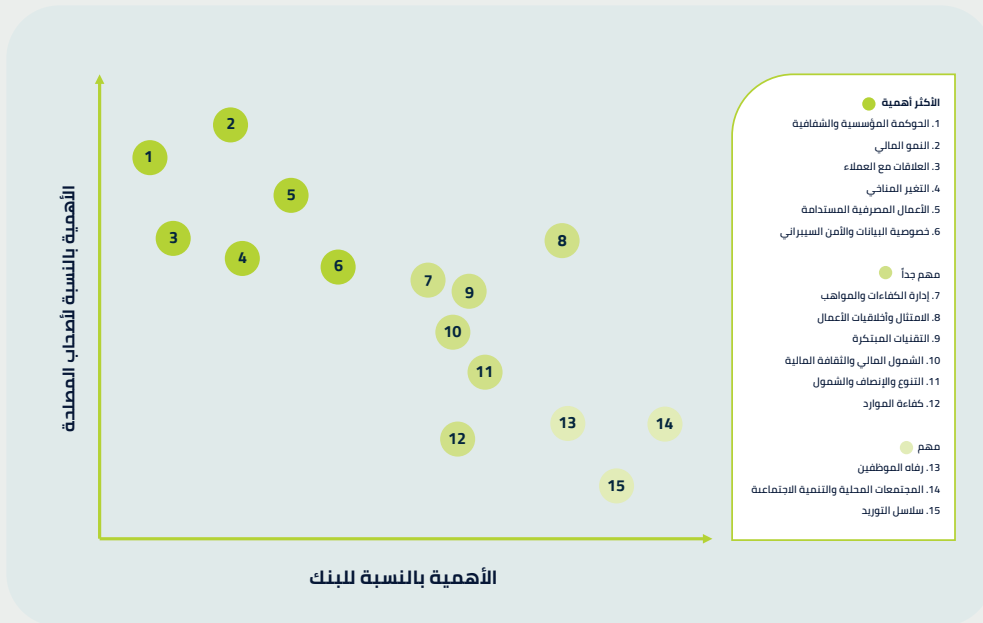 الأهمية بالنسبة لأصحاب المصلحة
2
1
5
3
4
6
8
7
9
10
11
12
13
14
15
الأهمية بالنسبة للبنك
الأكثر أهمية
1. الحوكمة المؤسسية والشفافية
2. النمو المالي
3. العلاقات مع العملاء
4. التغير المناخي
5. الأعمال المصرفية المستدامة
6. خصوصية البيانات والأمن السيبراني
مهم جداً
7. إدارة الكفاءات والمواهب
8. الامتثال وأخلاقيات الأعمال
9. التقنيات المبتكرة
10. الشمول المالي والثقافة المالية
11. التنوع والإنصاف والشمول
12. كفاءة الموارد
مهم
13. رفاه الموظفين
14. المجتمعات المحلية والتنمية الاجتماعية
15. سلاسل التوريد